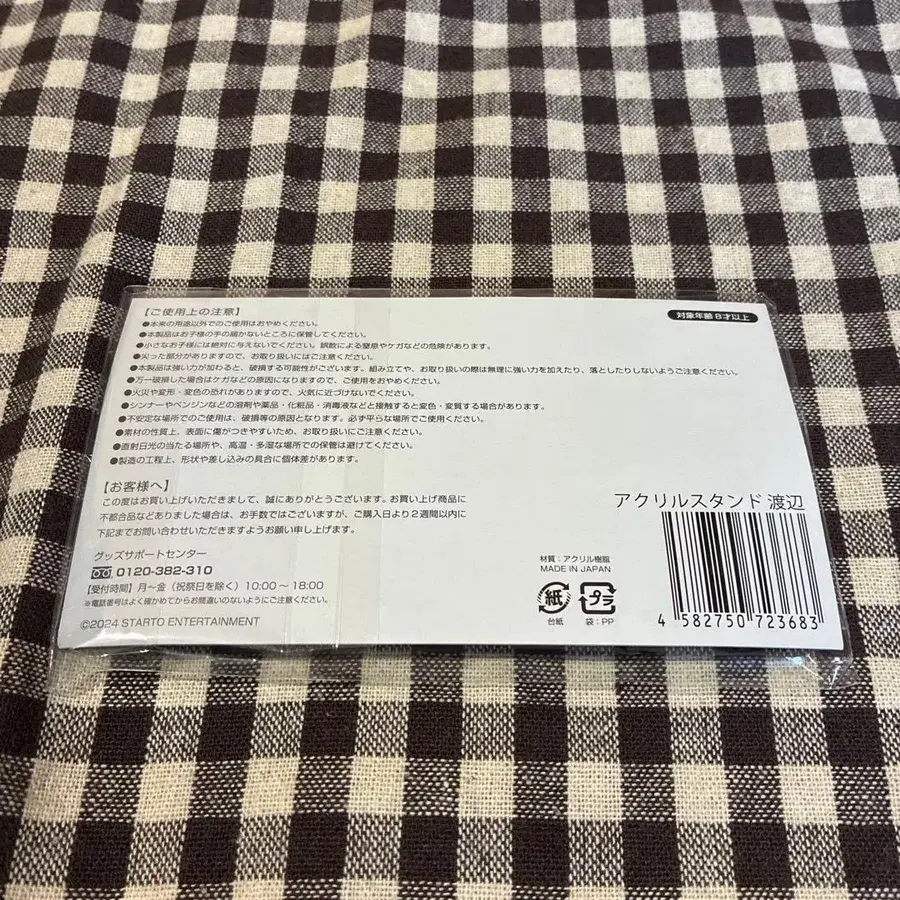 【ご使用上の注意】
対象年齢 8才以上
●本来の用途以外でのご使用はおやめください。
●本製品はお子様の手の届かないところに保管してください。
●小さなお子様には絶対に与えないでください。誤飲による窒息やケガなどの危険があります。
●尖った部分がありますので、お取り扱いにはご注意ください。
●本製品は強い力が加わると、破損する可能性がございます。組み立てや、お取り扱いの際は無理に強い力を加えたり、落としたりしないようご注意ください。
●万一破損した場合はケガなどの原因になりますので、ご使用をおやめください。
●火災や変形・変色の恐れがありますので、火気に近づけないでください。
●シンナーやベンジンなどの溶剤や薬品・化粧品・消毒液などと接触すると変色・変質する場合があります。
●不安定な場所でのご使用は、破損等の原因となります。必ず平らな場所でご使用ください。
●素材の性質上、表面に傷がつきやすいため、お取り扱いにご注意ください。
●直射日光の当たる場所や、高温・多湿な場所での保管は避けてください。
●製造の工程上、形状や差し込みの具合に個体差があります。
【お客様へ】
この度はお買い上げいただきまして、誠にありがとうございます。お買い上げ商品に
不都合品などありました場合は、お手数ではございますが、ご購入日より2週間以内に
下記までお問い合わせいただきますようお願い申し上げます。
グッズサポートセンター
0120-382-310
【受付時間】月〜金（祝祭日を除く）10:00〜18:00
※電話番号はよく確かめてからお間違いのないようにご注意ください。
©2024 STARTO ENTERTAINMENT
材質：アクリル樹脂
MADE IN JAPAN
紙 プラ
台紙 袋：PP
アクリルスタンド 渡辺
4 582750 723683